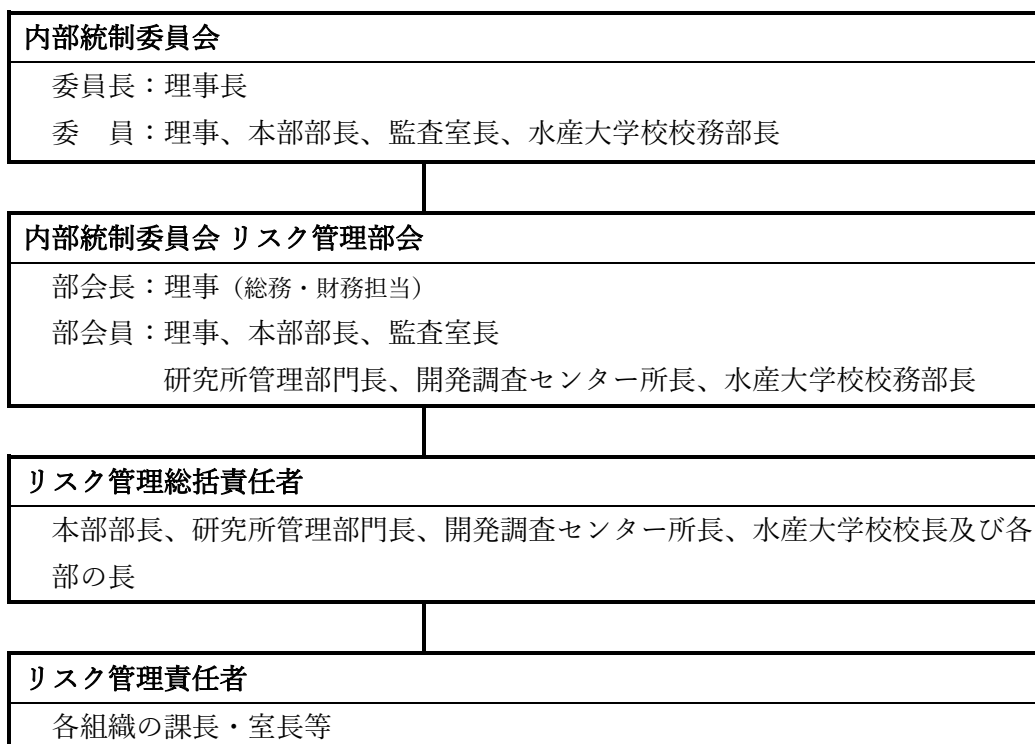 内部統制委員会
委員長：理事長
委　員：理事、本部部長、監査室長、水産大学校校務部長
内部統制委員会 リスク管理部会
部会長：理事（総務・財務担当）
部会員：理事、本部部長、監査室長
研究所管理部門長、開発調査センター所長、水産大学校校務部長
リスク管理総括責任者
本部部長、研究所管理部門長、開発調査センター所長、水産大学校校長及び各
部の長
リスク管理責任者
各組織の課長・室長等